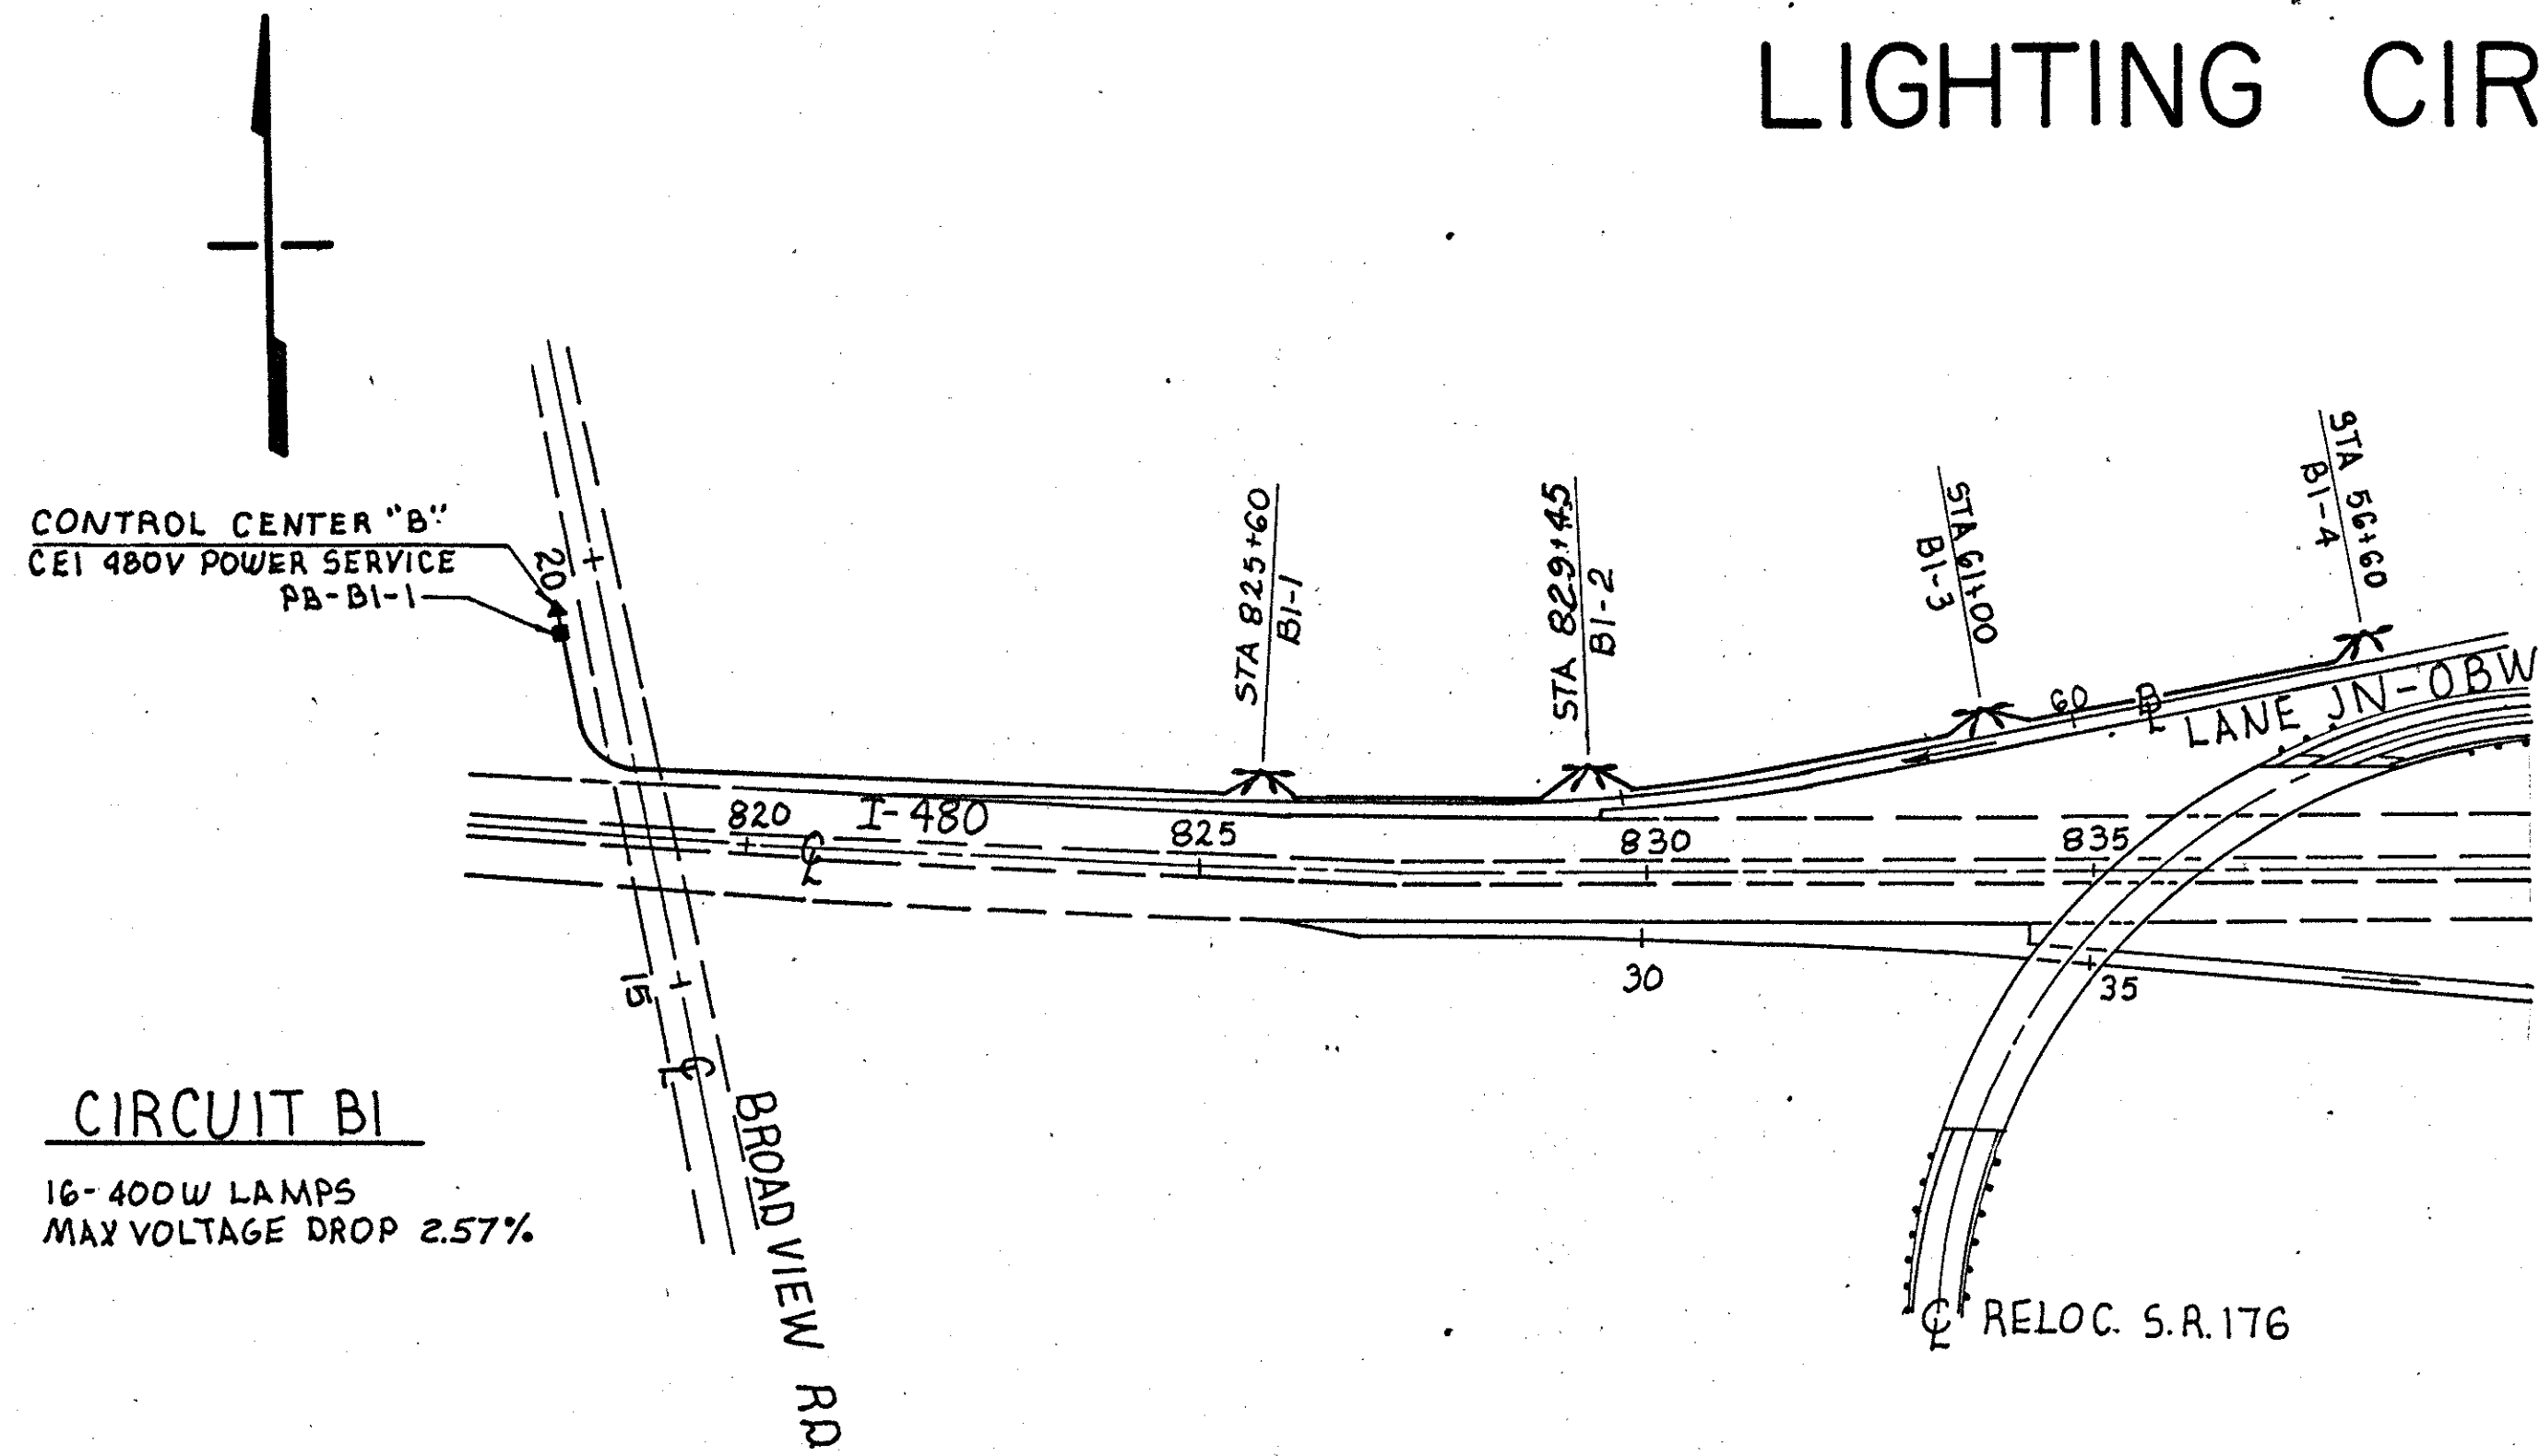 LIGHTING CIR
CONTROL CENTER "B"
CEI 480V POWER SERVICE
PB-B1-1
20
STA 825+60
B1-1
STA 829+45
B1-2
STA 61+00
B1-3
STA 56+60
B1-4
60
LANE JN-OBW
820
I-480
825
830
835
30
35
15
BROADVIEW RD
CIRCUIT B1
16-400W LAMPS
MAX VOLTAGE DROP 2.57%
RELOC. S.R. 176